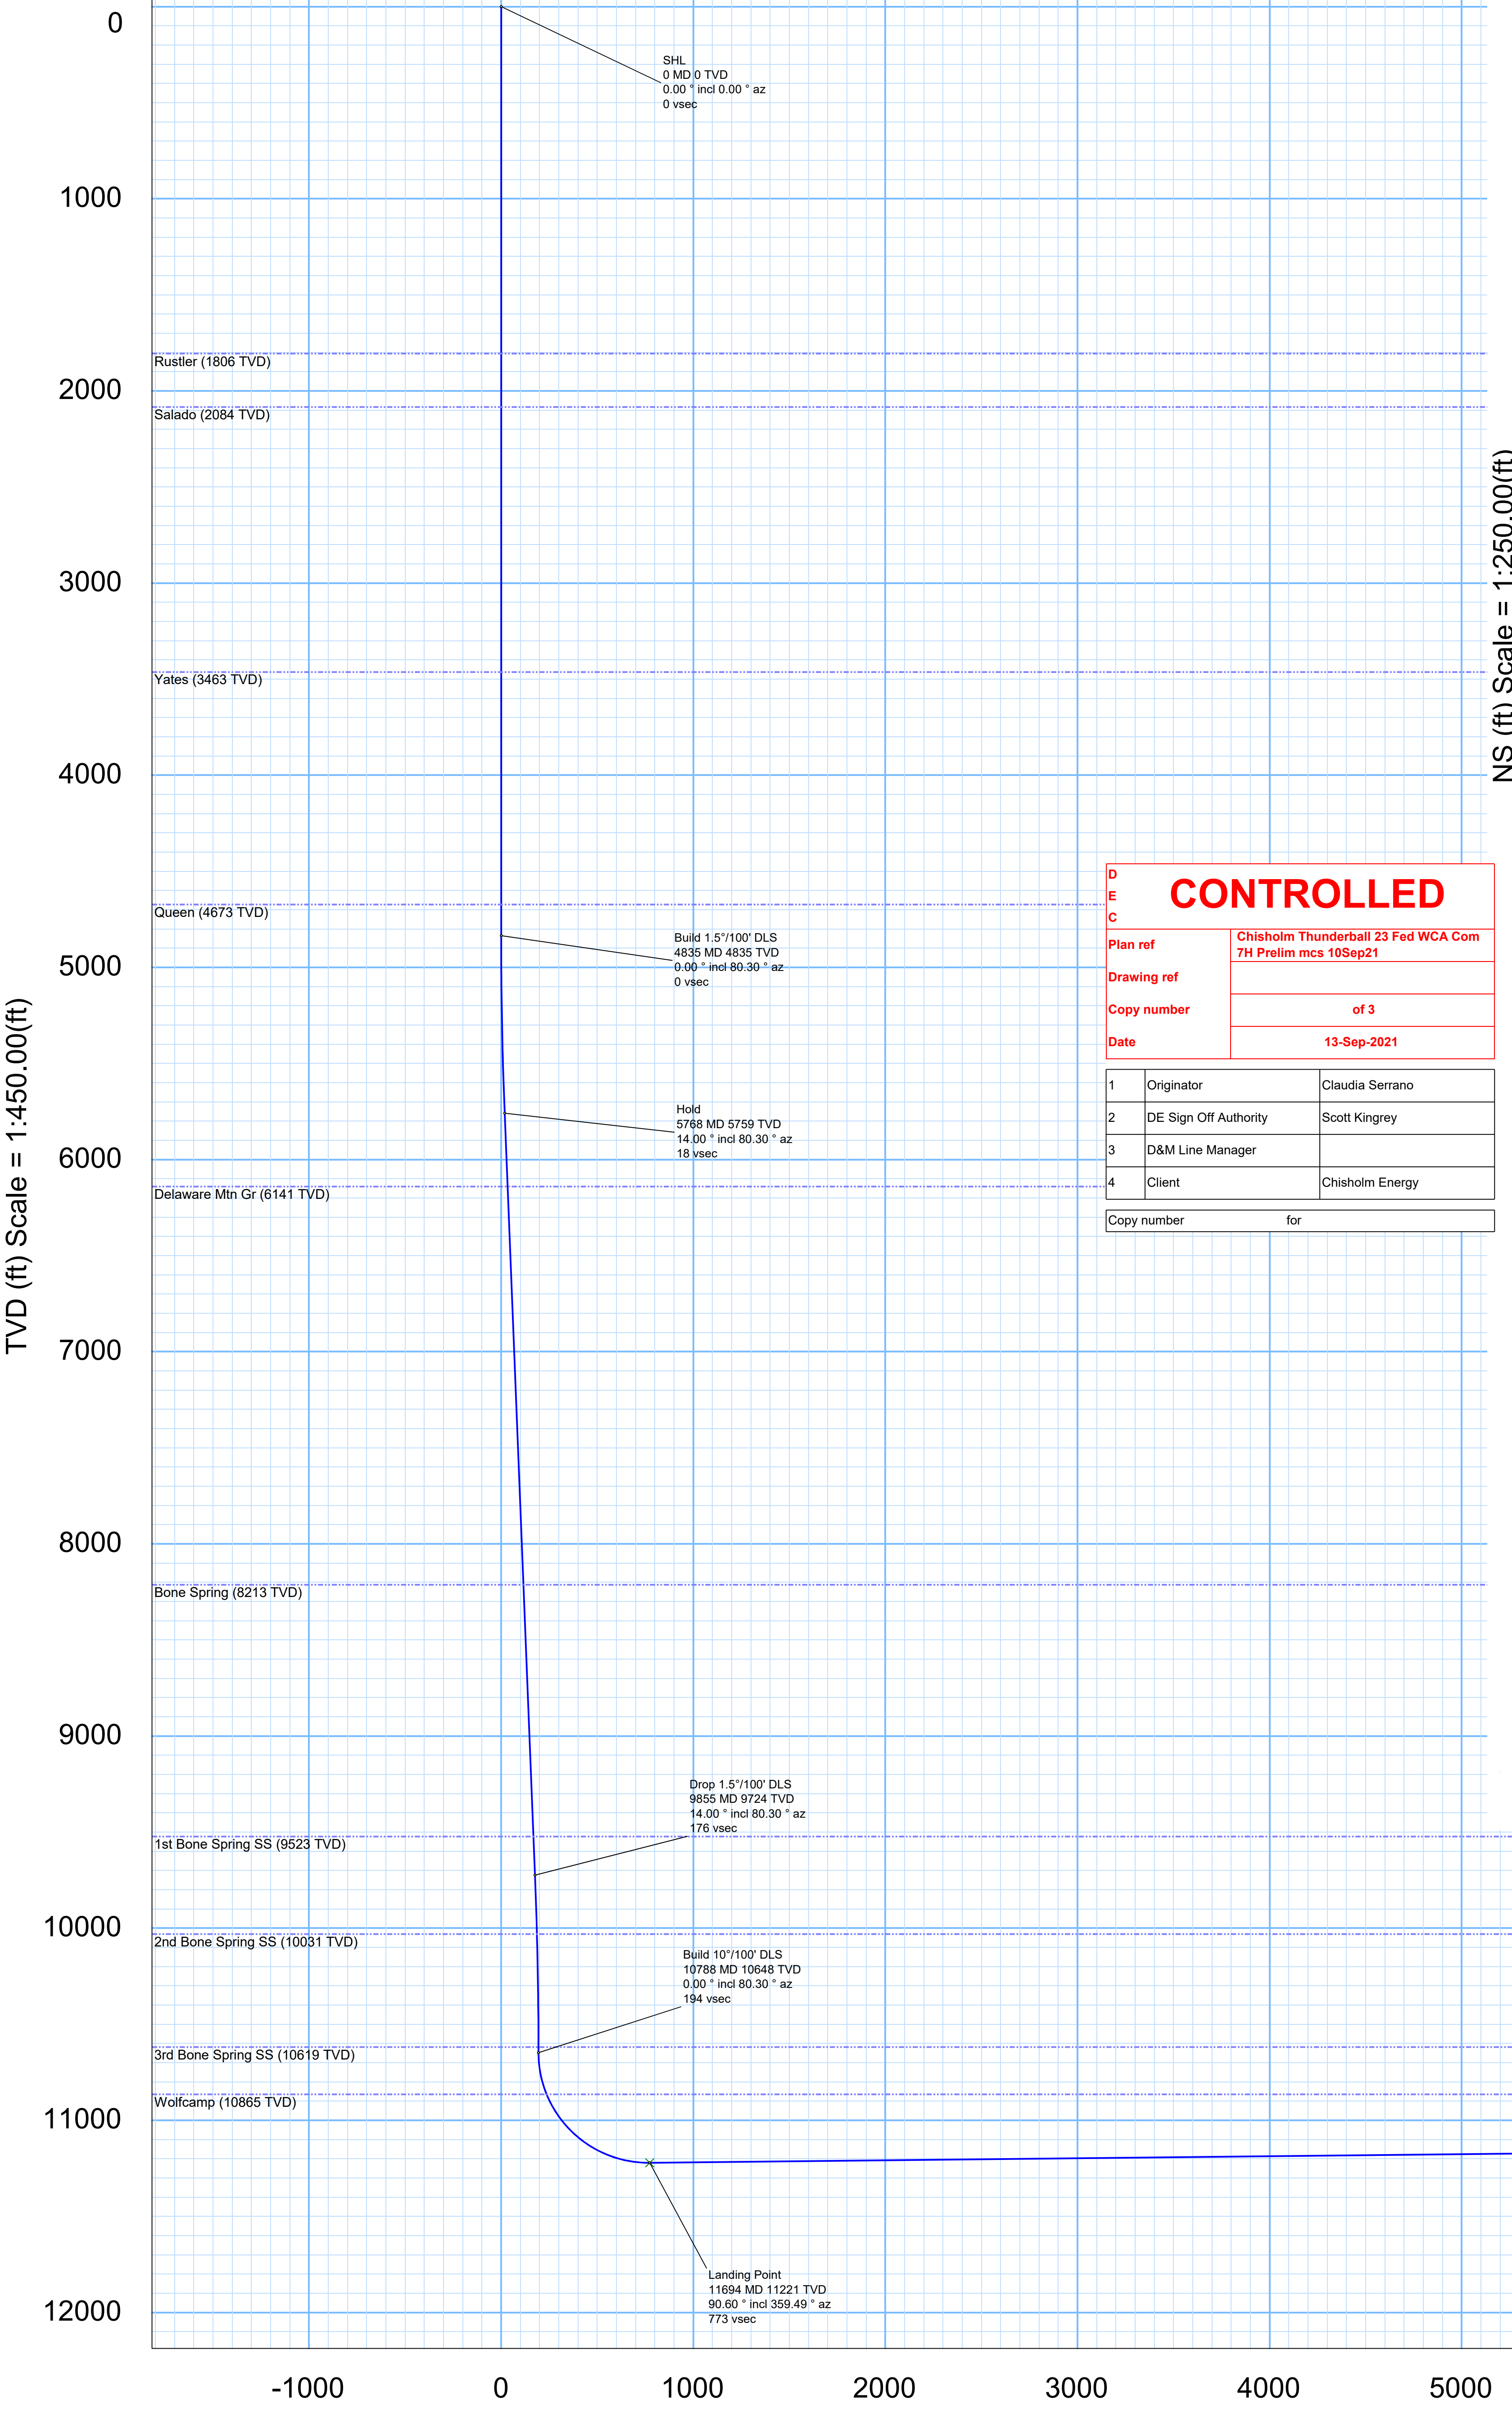 0
1000
2000
3000
4000
5000
6000
7000
8000
9000
10000
11000
12000
TVD (ft) Scale = 1:450.00(ft)
-1000
0
1000
2000
3000
4000
5000
NS (ft) Scale = 1:250.00(ft)
SHL
0 MD 0 TVD
0.00 ° incl 0.00 ° az
0 vsec
Rustler (1806 TVD)
Salado (2084 TVD)
Yates (3463 TVD)
Queen (4673 TVD)
Build 1.5°/100' DLS
4835 MD 4835 TVD
0.00 ° incl 80.30 ° az
0 vsec
Hold
5768 MD 5759 TVD
14.00 ° incl 80.30 ° az
18 vsec
Delaware Mtn Gr (6141 TVD)
Bone Spring (8213 TVD)
Drop 1.5°/100' DLS
9855 MD 9724 TVD
14.00 ° incl 80.30 ° az
176 vsec
1st Bone Spring SS (9523 TVD)
2nd Bone Spring SS (10031 TVD)
Build 10°/100' DLS
10788 MD 10648 TVD
0.00 ° incl 80.30 ° az
194 vsec
3rd Bone Spring SS (10619 TVD)
Wolfcamp (10865 TVD)
Landing Point
11694 MD 11221 TVD
90.60 ° incl 359.49 ° az
773 vsec
D
E
C
CONTROLLED
Plan ref
Chisholm Thunderball 23 Fed WCA Com
7H Prelim mcs 10Sep21
Drawing ref
Copy number of 3
Date 13-Sep-2021
1 Originator Claudia Serrano
2 DE Sign Off Authority Scott Kingrey
3 D&M Line Manager
4 Client Chisholm Energy
Copy number for